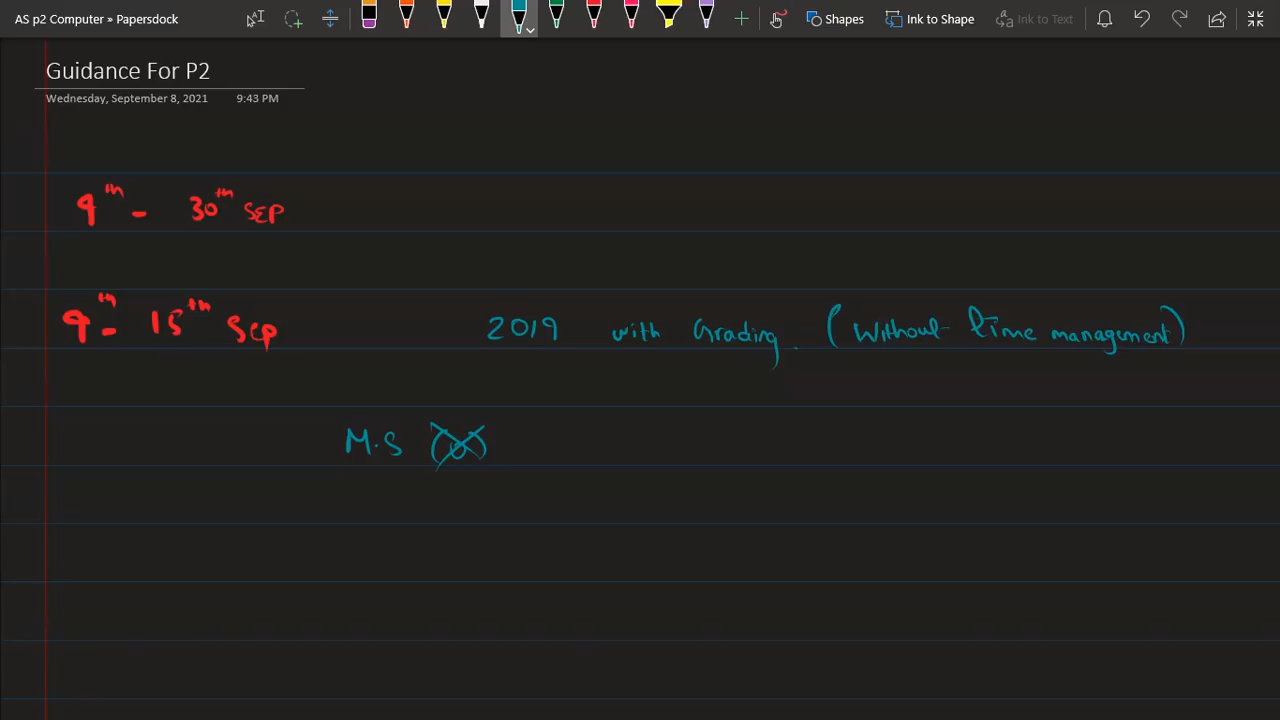 AS p2 Computer » Papersdock
Shapes
Ink to Shape
Ink to Text
Guidance For P2
Wednesday, September 8, 2021 9:43 PM
9th - 30th SEP
9th - 15th Sep 2019 with Grading. (Without time management)
M.S